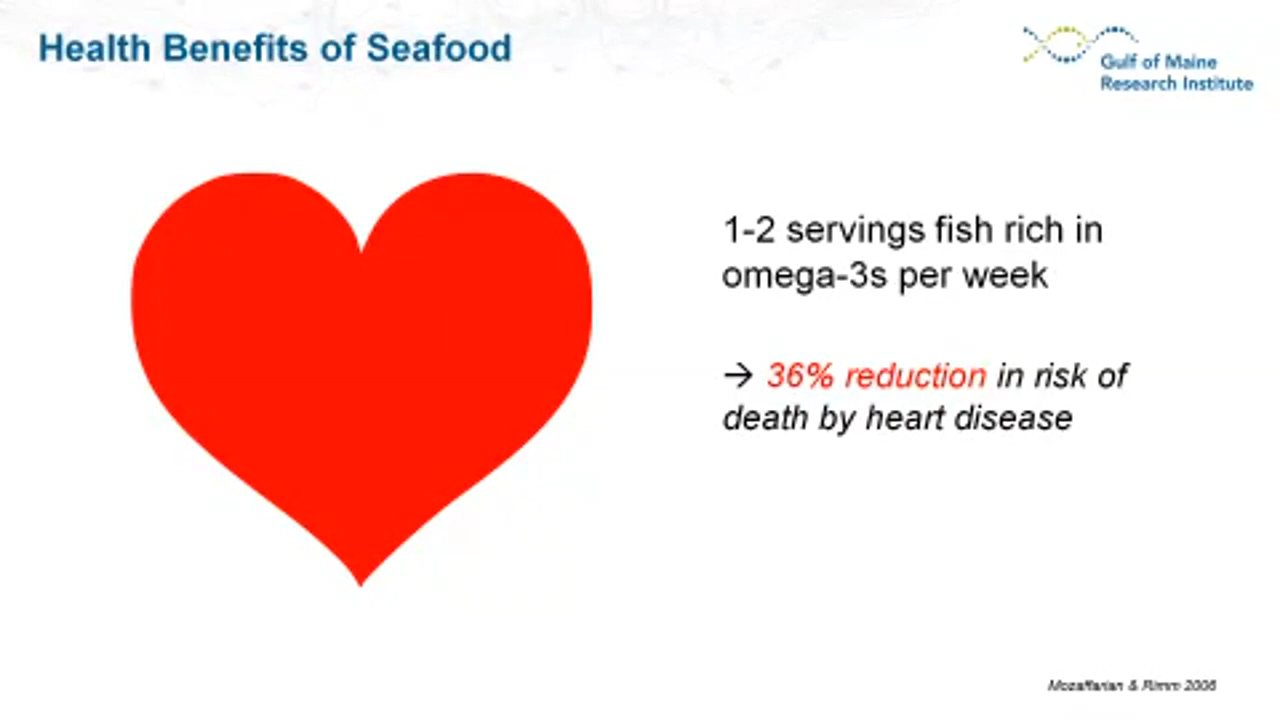 Health Benefits of Seafood
Gulf of Maine
Research Institute
1-2 servings fish rich in
omega-3s per week
→ 36% reduction in risk of
death by heart disease
Mozaffarian & Rimm 2006